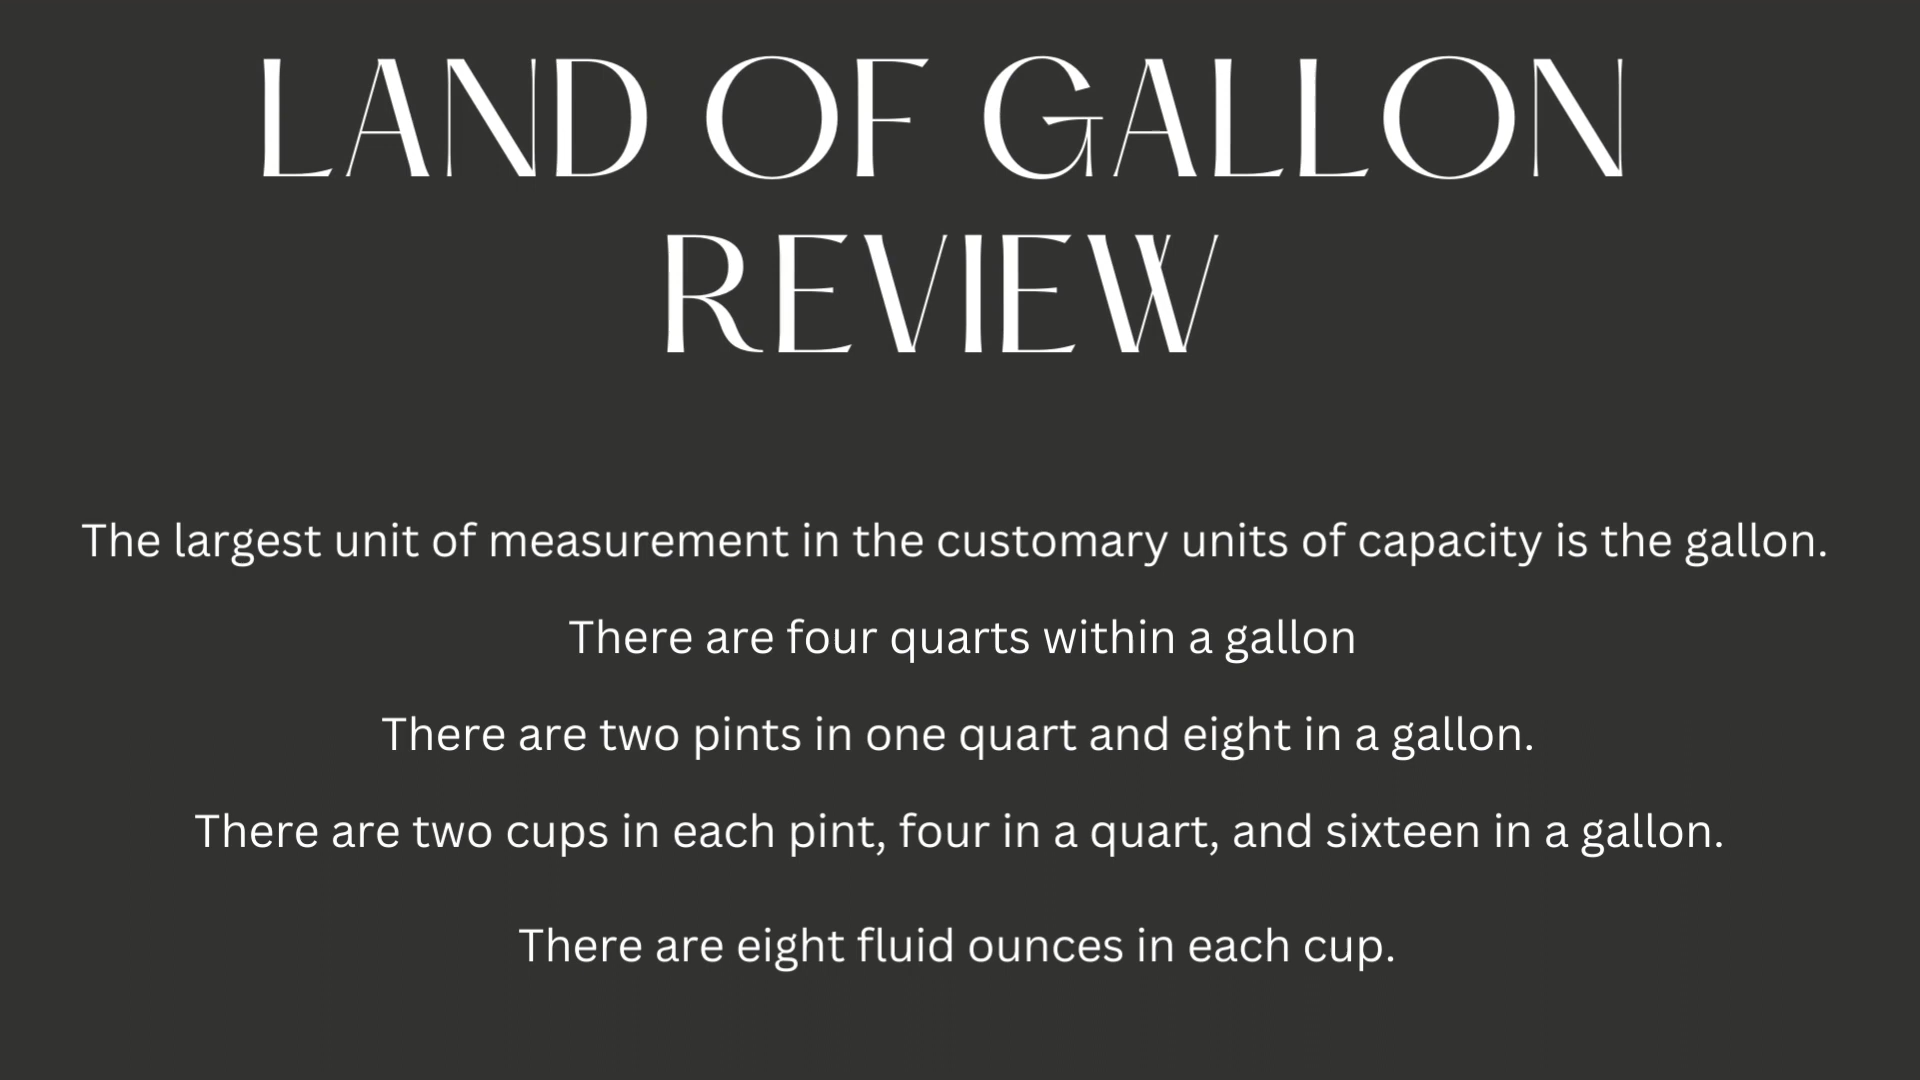 LAND OF GALLON
REVIEW
The largest unit of measurement in the customary units of capacity is the gallon.
There are four quarts within a gallon
There are two pints in one quart and eight in a gallon.
There are two cups in each pint, four in a quart, and sixteen in a gallon.
There are eight fluid ounces in each cup.